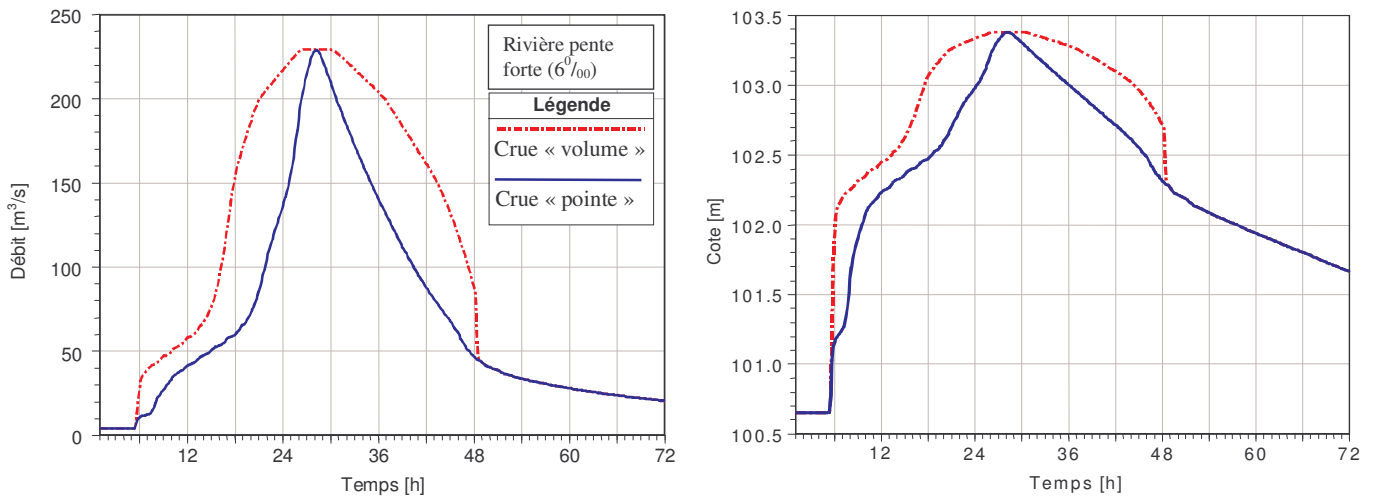 250
200
150
100
50
0
Débit [m³/s]
12 24 36 48 60 72
Temps [h]
Rivière pente
forte (6⁰/₀₀)
Légende
Crue « volume »
Crue « pointe »
103.5
103.0
102.5
102.0
101.5
101.0
100.5
Cote [m]
12 24 36 48 60 72
Temps [h]